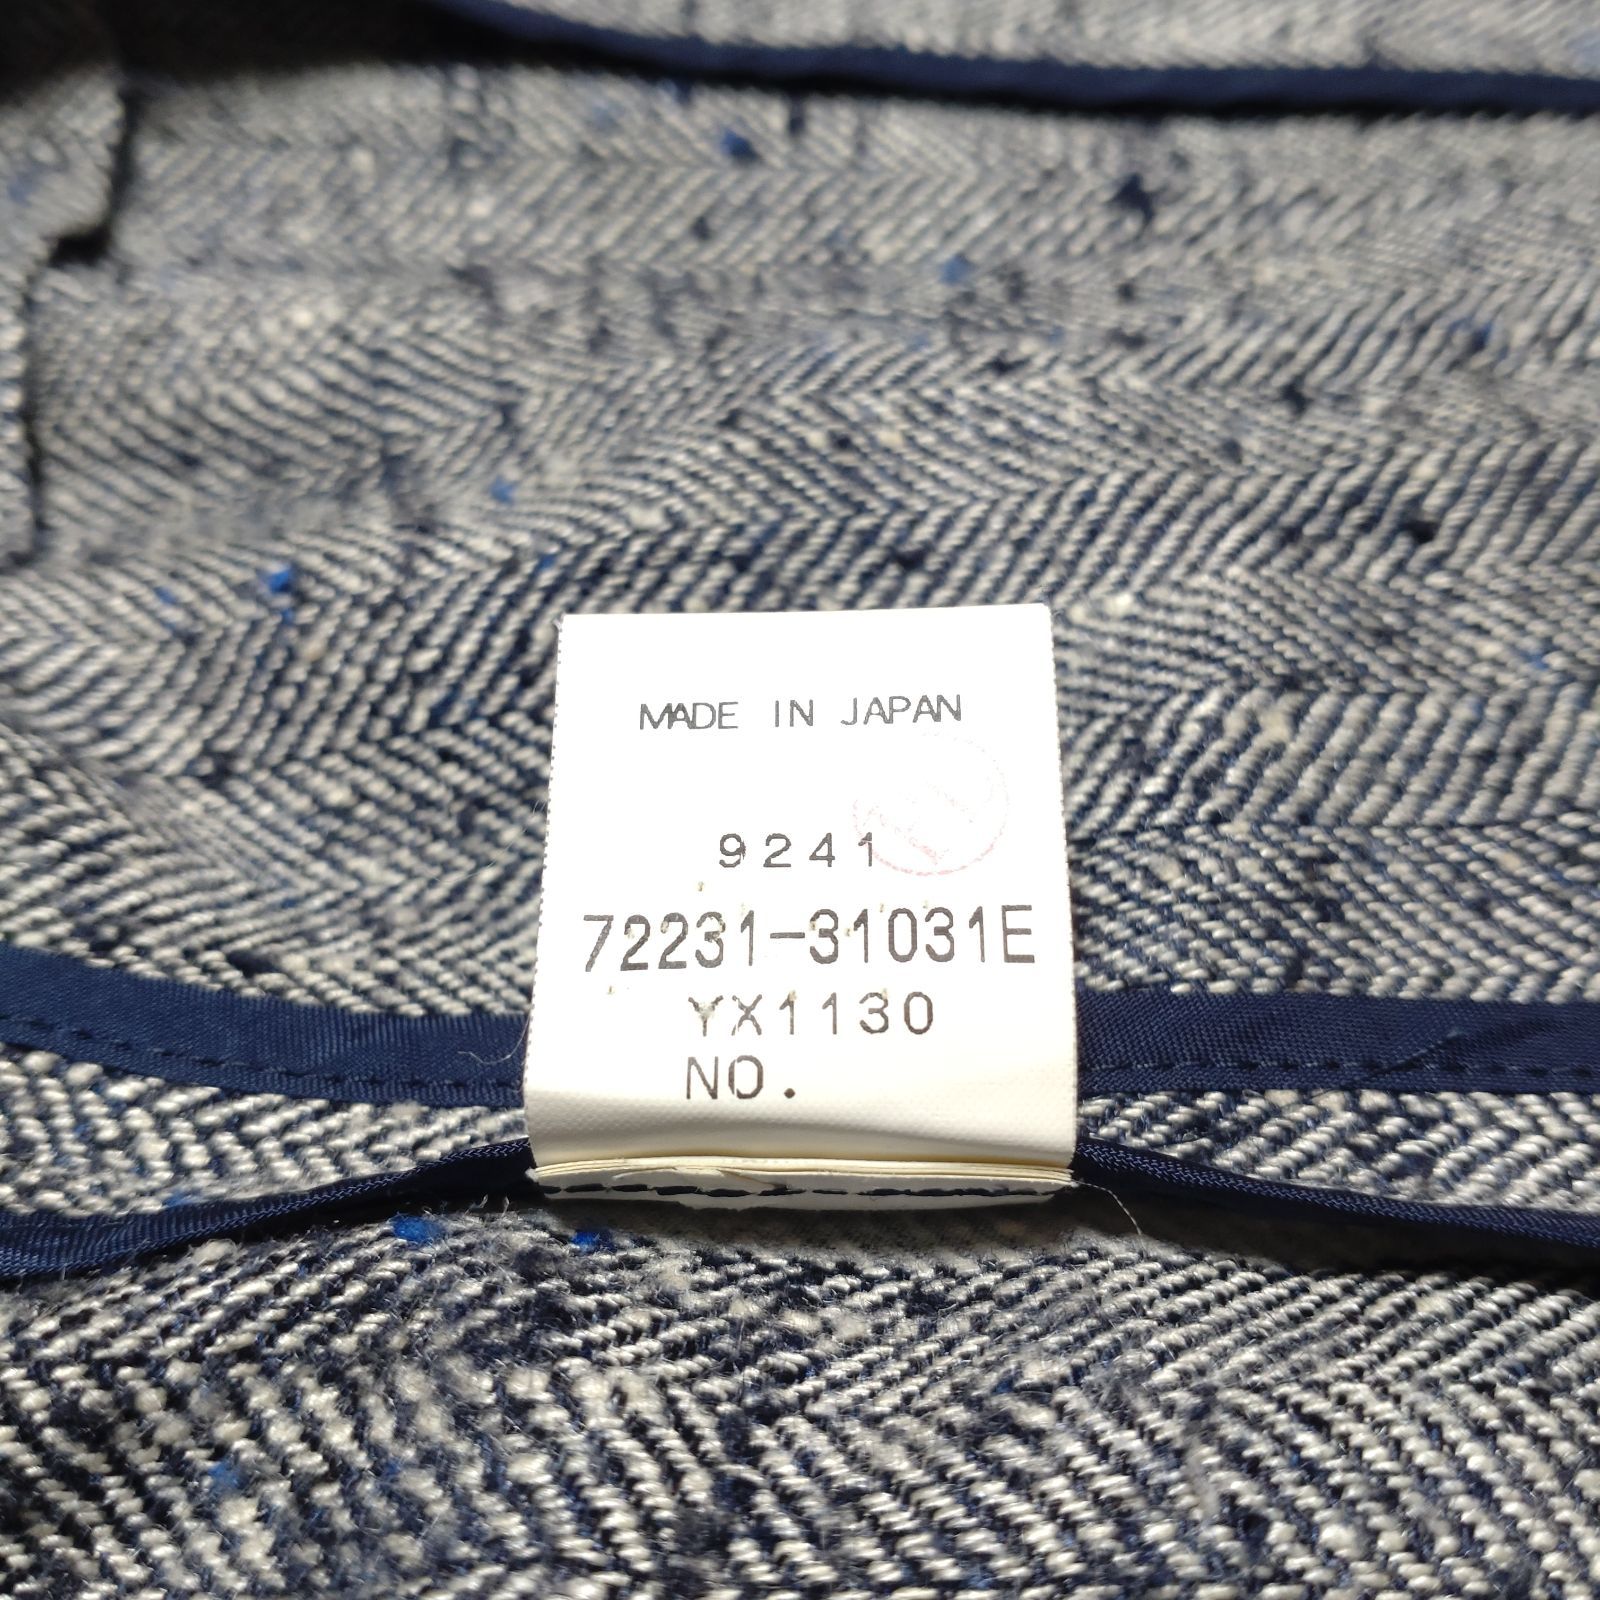 MADE IN JAPAN
9241
72231-31031E
YX1130
NO.